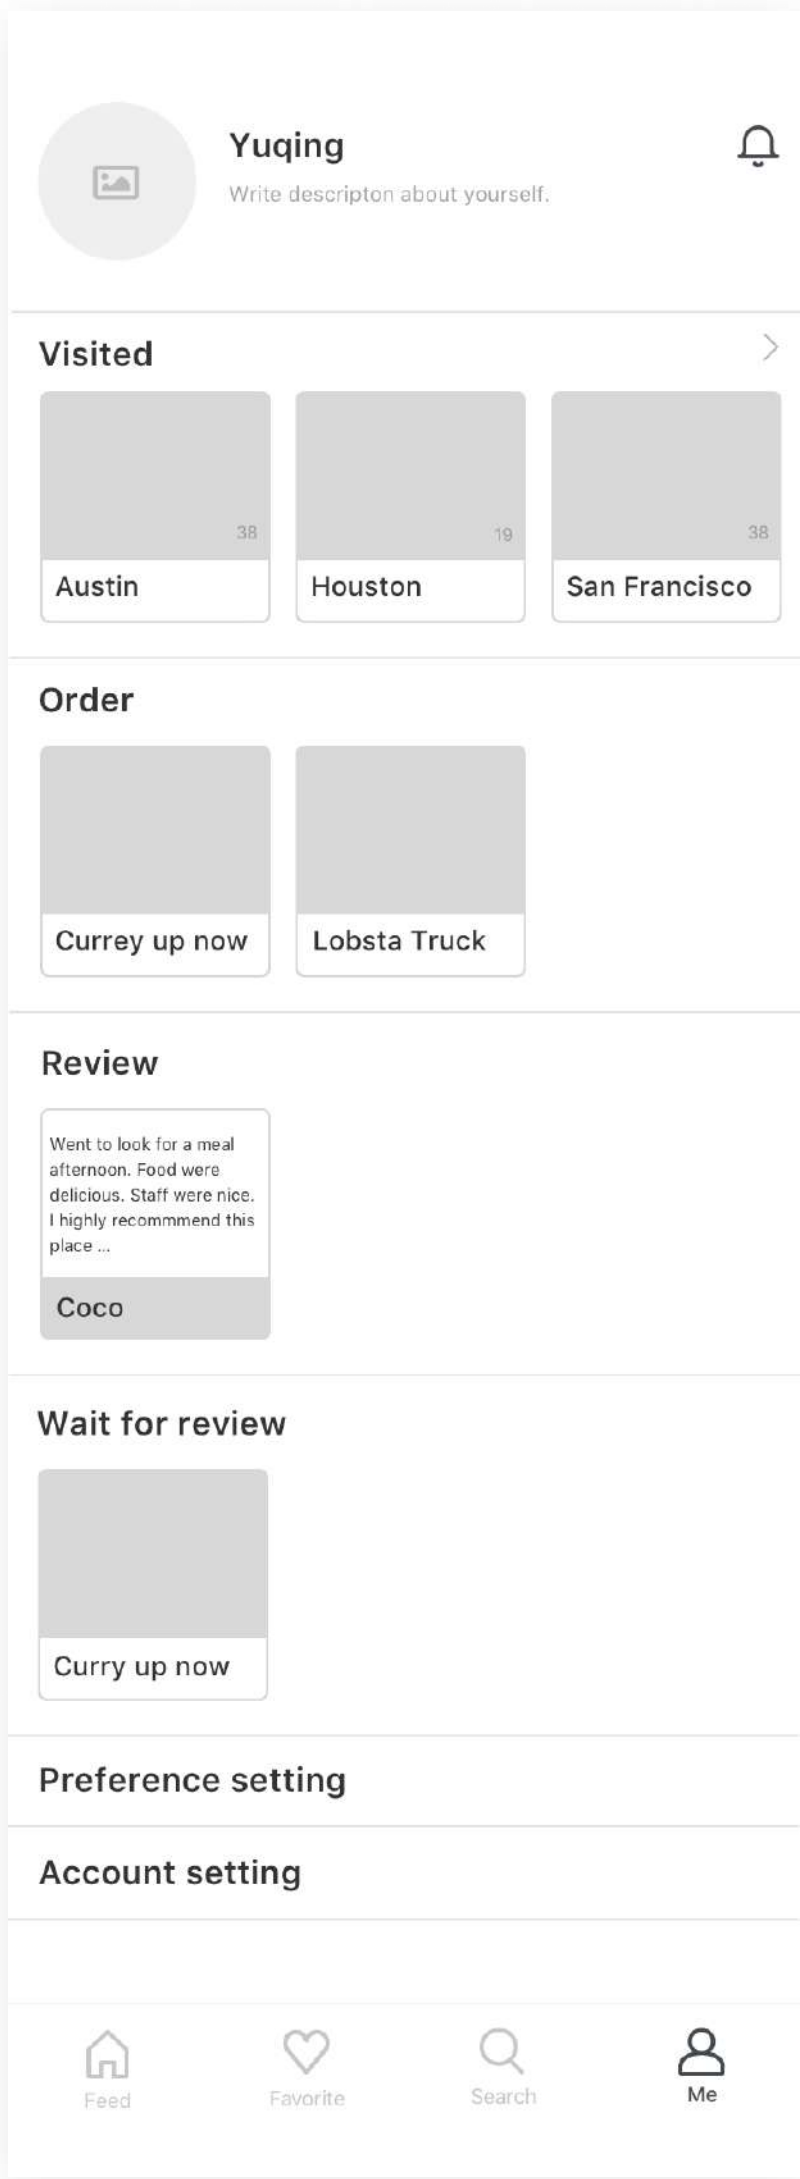 Yuqing
Write descripton about yourself.
Visited
38
19
38
Austin
Houston
San Francisco
Order
Currey up now
Lobsta Truck
Review
Went to look for a meal
afternoon. Food were
delicious. Staff were nice.
I highly recommmend this
place ...
Coco
Wait for review
Curry up now
Preference setting
Account setting
Feed
Favorite
Search
Me